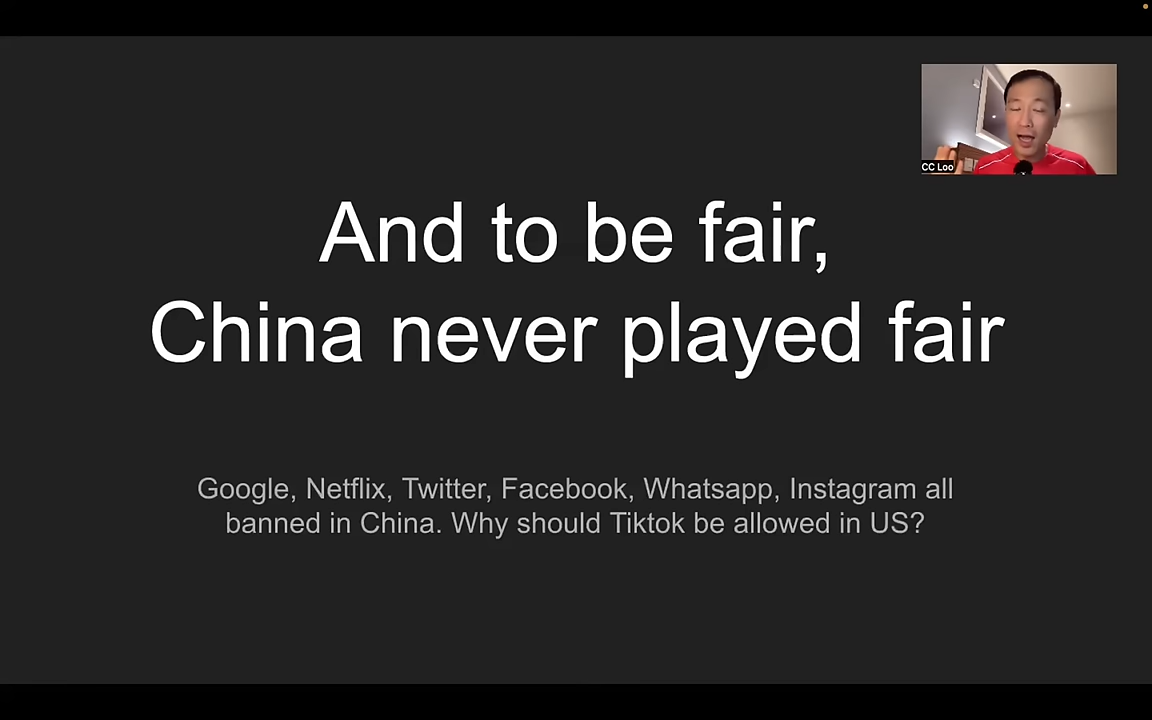 CC Loo
And to be fair,
China never played fair
Google, Netflix, Twitter, Facebook, Whatsapp, Instagram all
banned in China. Why should Tiktok be allowed in US?